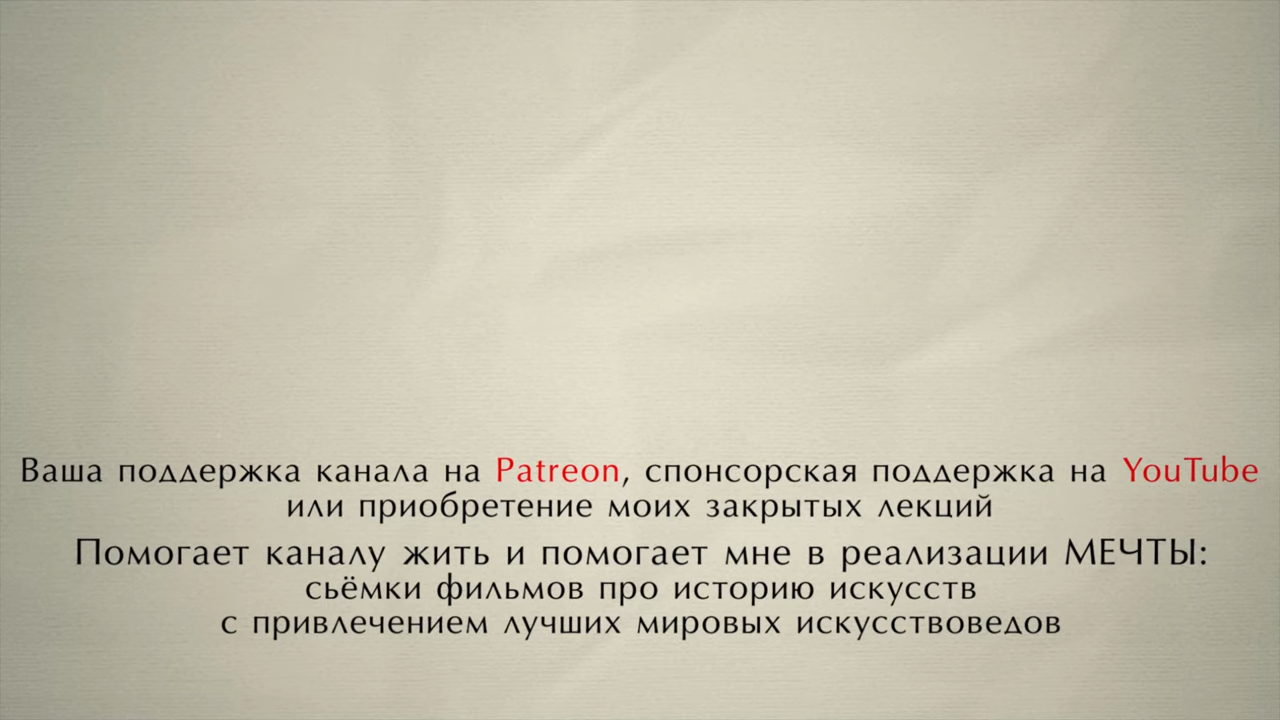 Ваша поддержка канала на Patreon, спонсорская поддержка на YouTube
или приобретение моих закрытых лекций
Помогает каналу жить и помогает мне в реализации МЕЧТЫ:
сьёмки фильмов про историю искусств
с привлечением лучших мировых искусствоведов